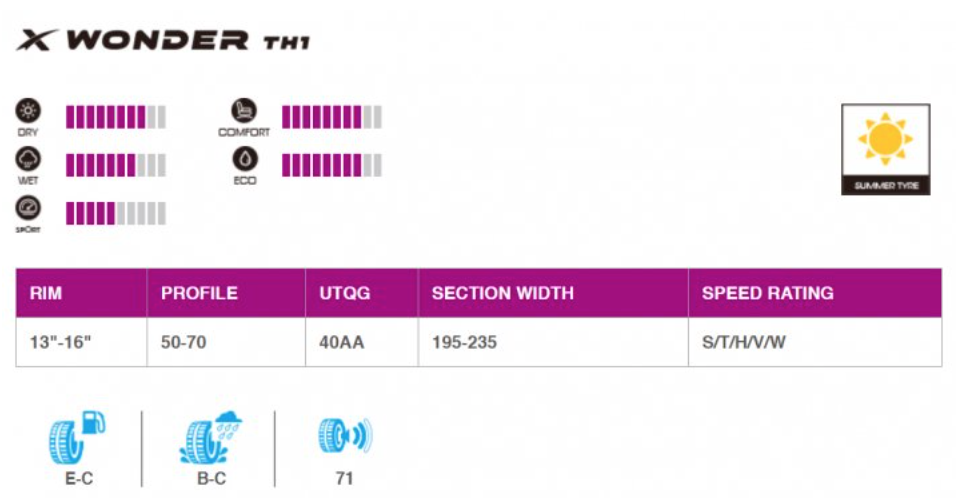 X WONDER TH1
DRY
COMFORT
WET
ECO
SPORT
SUMMER TYRE
RIM PROFILE UTQG SECTION WIDTH SPEED RATING
13"-16" 50-70 40AA 195-235 S/T/H/V/W
E-C B-C 71